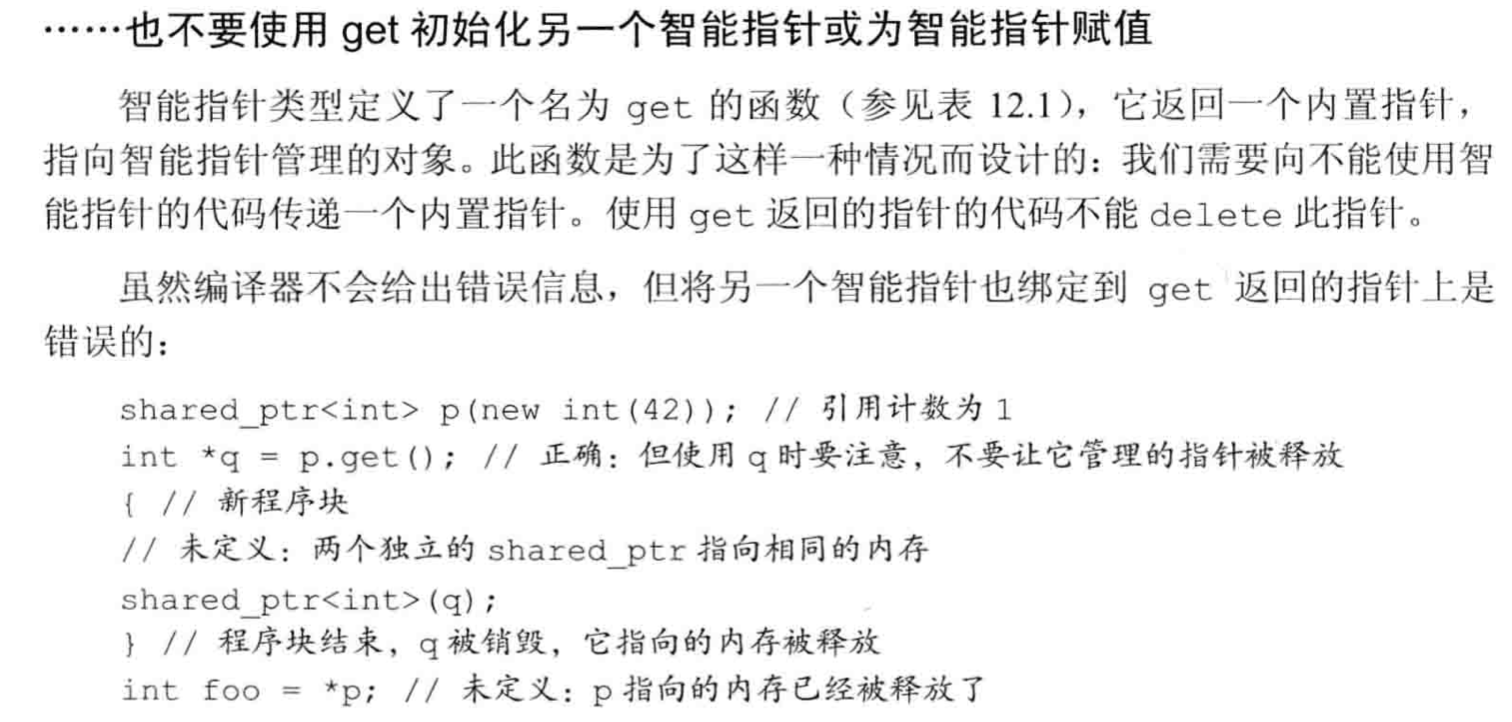 ……也不要使用 get 初始化另一个智能指针或为智能指针赋值
智能指针类型定义了一个名为 get 的函数（参见表 12.1），它返回一个内置指针，
指向智能指针管理的对象。此函数是为了这样一种情况而设计的：我们需要向不能使用智
能指针的代码传递一个内置指针。使用 get 返回的指针的代码不能 delete 此指针。
虽然编译器不会给出错误信息，但将另一个智能指针也绑定到 get 返回的指针上是
错误的：
shared_ptr<int> p(new int(42)); // 引用计数为 1
int *q = p.get(); // 正确：但使用 q 时要注意，不要让它管理的指针被释放
{ // 新程序块
// 未定义：两个独立的 shared_ptr 指向相同的内存
shared_ptr<int>(q);
} // 程序块结束，q 被销毁，它指向的内存被释放
int foo = *p; // 未定义：p 指向的内存已经被释放了